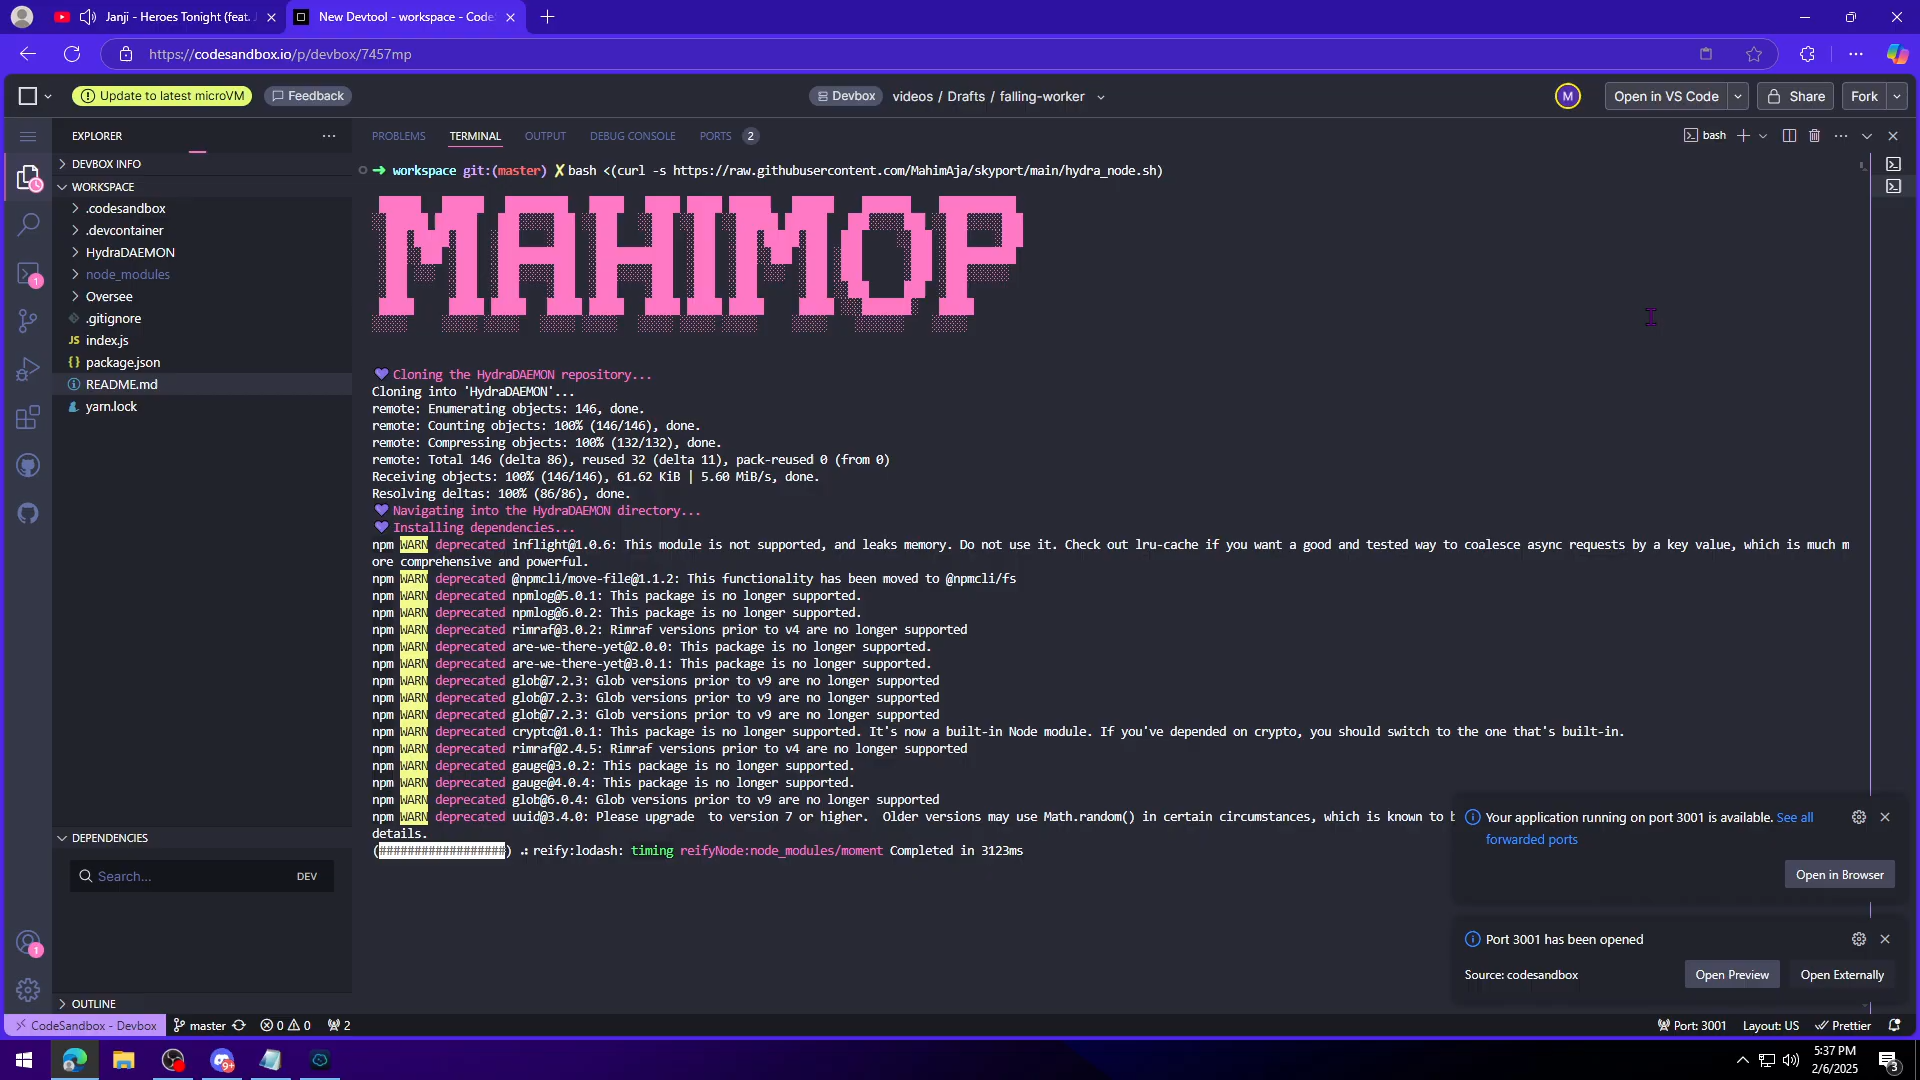 Janji - Heroes Tonight (feat. J
New Devtool - workspace - Code
https://codesandbox.io/p/devbox/7457mp
Update to latest microVM
Feedback
Devbox
videos / Drafts / falling-worker
M
Open in VS Code
Share
Fork
EXPLORER
PROBLEMS
TERMINAL
OUTPUT
DEBUG CONSOLE
PORTS
2
bash
DEVBOX INFO
WORKSPACE
.codesandbox
.devcontainer
HydraDAEMON
node_modules
Oversee
.gitignore
JS index.js
{} package.json
README.md
yarn.lock
1
1
workspace git:(master) ✗ bash <(curl -s https://raw.githubusercontent.com/MahimAja/skyport/main/hydra_node.sh)
MAHIMOP
💜 Cloning the HydraDAEMON repository...
Cloning into 'HydraDAEMON'...
remote: Enumerating objects: 146, done.
remote: Counting objects: 100% (146/146), done.
remote: Compressing objects: 100% (132/132), done.
remote: Total 146 (delta 86), reused 32 (delta 11), pack-reused 0 (from 0)
Receiving objects: 100% (146/146), 61.62 KiB | 5.60 MiB/s, done.
Resolving deltas: 100% (86/86), done.
💜 Navigating into the HydraDAEMON directory...
💜 Installing dependencies...
npm WARN deprecated inflight@1.0.6: This module is not supported, and leaks memory. Do not use it. Check out lru-cache if you want a good and tested way to coalesce async requests by a key value, which is much m
ore comprehensive and powerful.
npm WARN deprecated @npmcli/move-file@1.1.2: This functionality has been moved to @npmcli/fs
npm WARN deprecated npmlog@5.0.1: This package is no longer supported.
npm WARN deprecated npmlog@6.0.2: This package is no longer supported.
npm WARN deprecated rimraf@3.0.2: Rimraf versions prior to v4 are no longer supported
npm WARN deprecated are-we-there-yet@2.0.0: This package is no longer supported.
npm WARN deprecated are-we-there-yet@3.0.1: This package is no longer supported.
npm WARN deprecated glob@7.2.3: Glob versions prior to v9 are no longer supported
npm WARN deprecated glob@7.2.3: Glob versions prior to v9 are no longer supported
npm WARN deprecated glob@7.2.3: Glob versions prior to v9 are no longer supported
npm WARN deprecated crypto@1.0.1: This package is no longer supported. It's now a built-in Node module. If you've depended on crypto, you should switch to the one that's built-in.
npm WARN deprecated rimraf@2.4.5: Rimraf versions prior to v4 are no longer supported
npm WARN deprecated gauge@3.0.2: This package is no longer supported.
npm WARN deprecated gauge@4.0.4: This package is no longer supported.
npm WARN deprecated glob@6.0.4: Glob versions prior to v9 are no longer supported
npm WARN deprecated uuid@3.4.0: Please upgrade  to version 7 or higher.  Older versions may use Math.random() in certain circumstances, which is known to b
details.
(##################) ⠴ reify:lodash: timing reifyNode:node_modules/moment Completed in 3123ms
Your application running on port 3001 is available. See all
forwarded ports
Open in Browser
Port 3001 has been opened
Source: codesandbox
Open Preview
Open Externally
DEPENDENCIES
Search...
DEV
OUTLINE
CodeSandbox - Devbox
master
0 0
2
Port: 3001
Layout: US
Prettier
9+
5:37 PM
2/6/2025
3